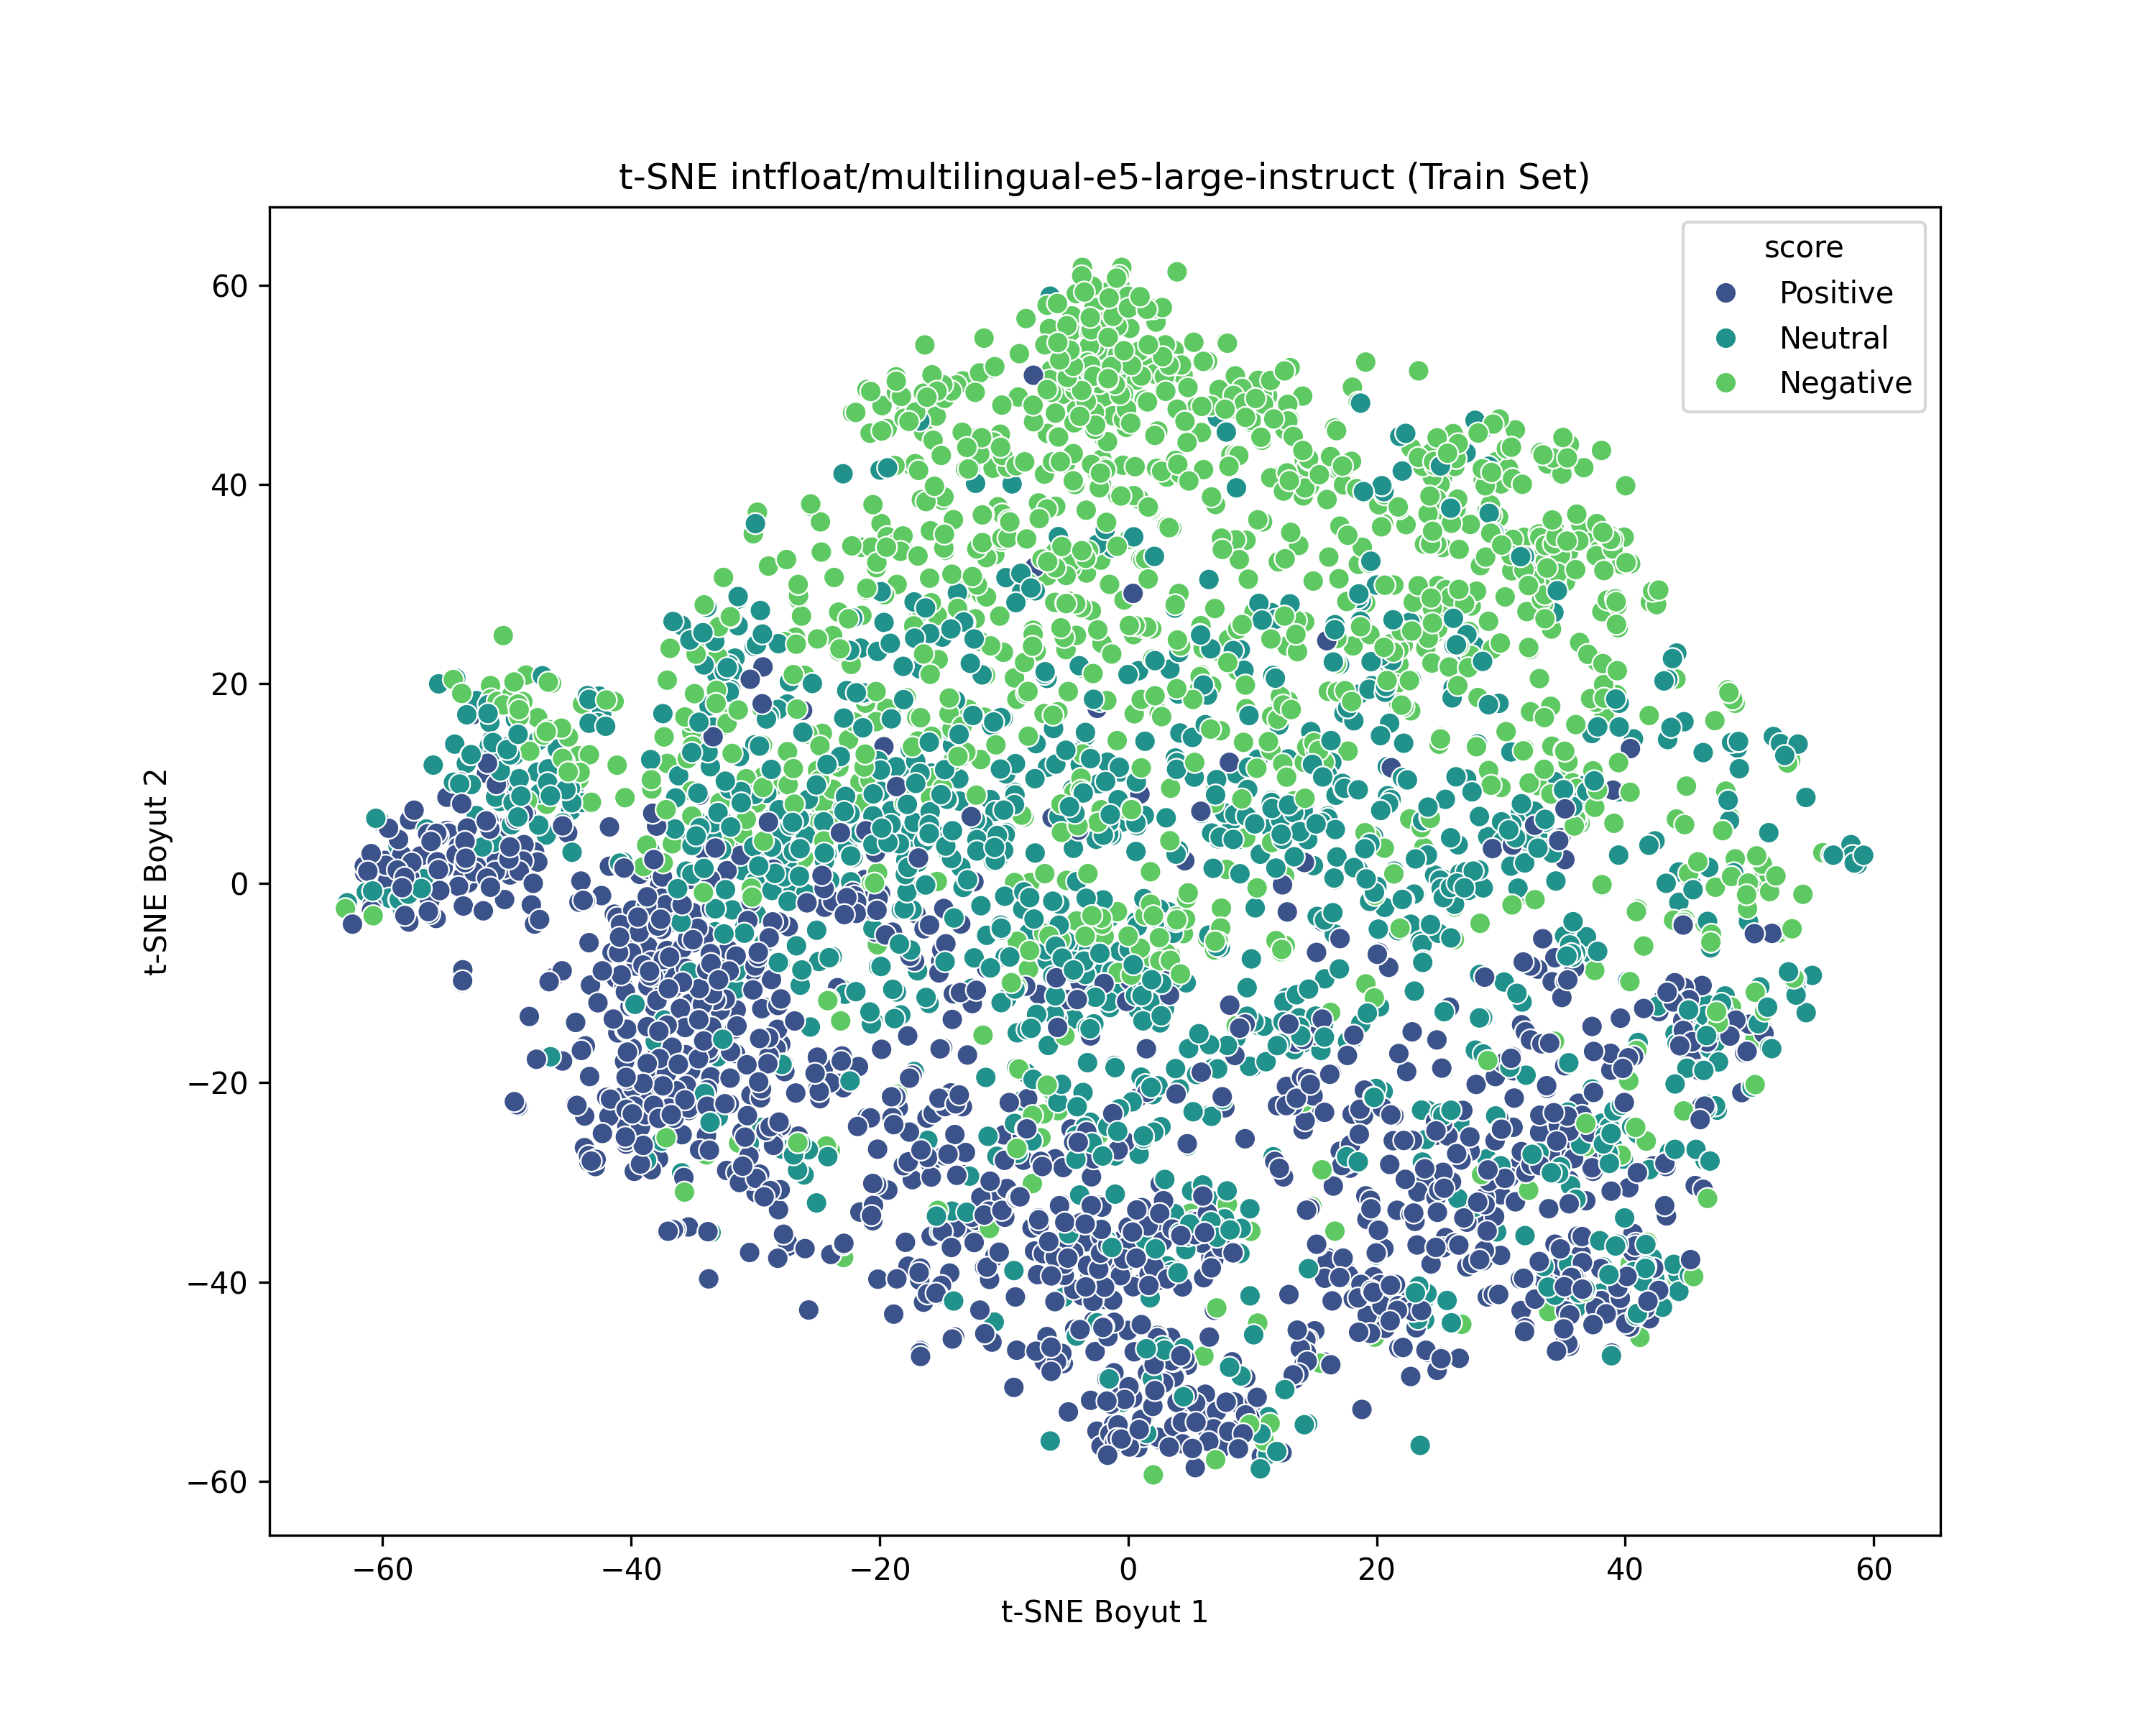 t-SNE intfloat/multilingual-e5-large-instruct (Train Set)
score
Positive
Neutral
Negative
60
40
20
0
−20
−40
−60
t-SNE Boyut 2
−60
−40
−20
0
20
40
60
t-SNE Boyut 1